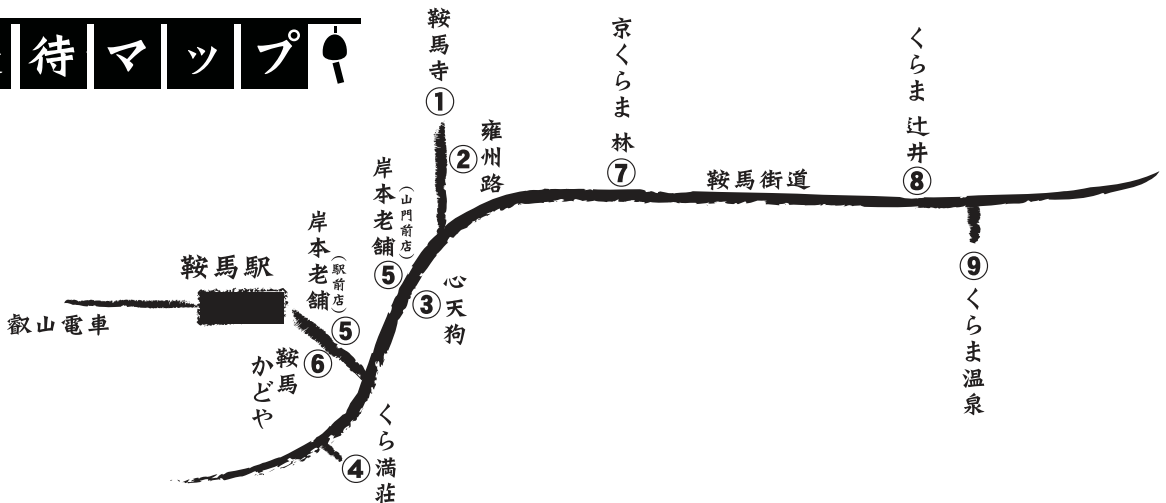 待マップ
鞍馬寺
①
② 雍州路
岸本老舗
(山門前店)
⑤
③ 心天狗
岸本老舗
(駅前店)
⑤
鞍馬駅
叡山電車
⑥ 鞍馬
かどや
④ くら満荘
京くらま 林
⑦
鞍馬街道
くらま 辻井
⑧
⑨
くらま温泉